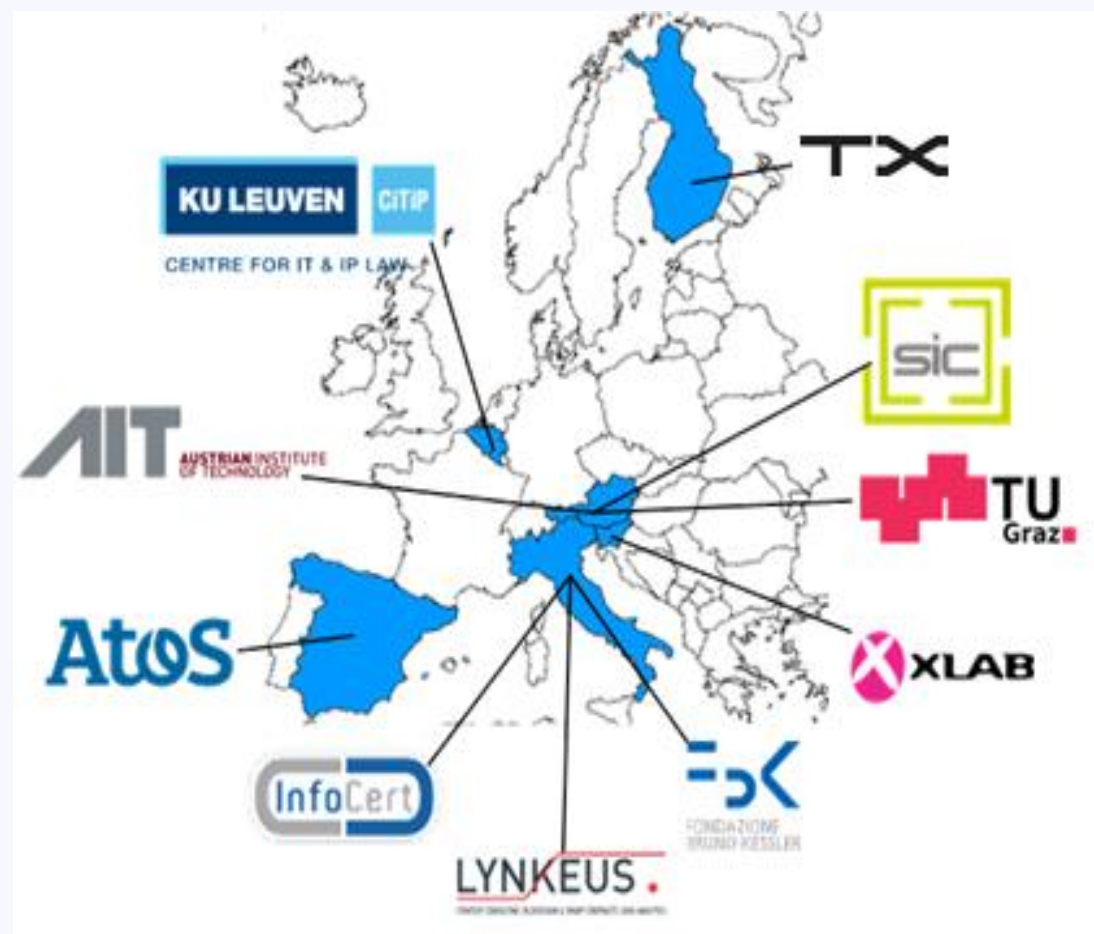 TX
KU LEUVEN CiTiP
CENTRE FOR IT & IP LAW
sic
AIT AUSTRIAN INSTITUTE
OF TECHNOLOGY
TU
Graz
Atos
XLAB
InfoCert
FBK
FONDAZIONE
BRUNO KESSLER
LYNKEUS.